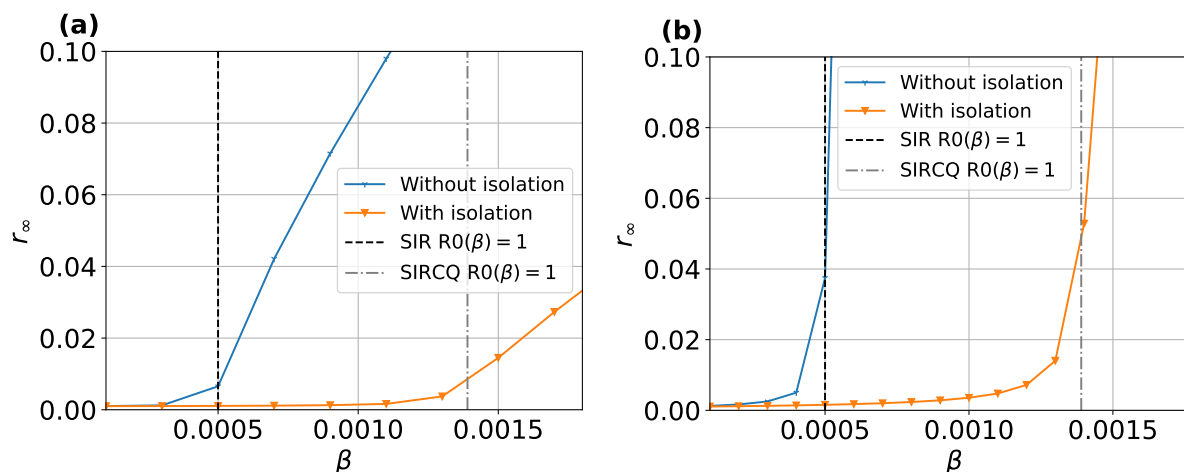 (a)
0.10
0.08
0.06
0.04
0.02
0.00
r∞
0.0005
0.0010
0.0015
β
Without isolation
With isolation
SIR R0(β) = 1
SIRCQ R0(β) = 1
(b)
0.10
0.08
0.06
0.04
0.02
0.00
r∞
0.0005
0.0010
0.0015
β
Without isolation
With isolation
SIR R0(β) = 1
SIRCQ R0(β) = 1